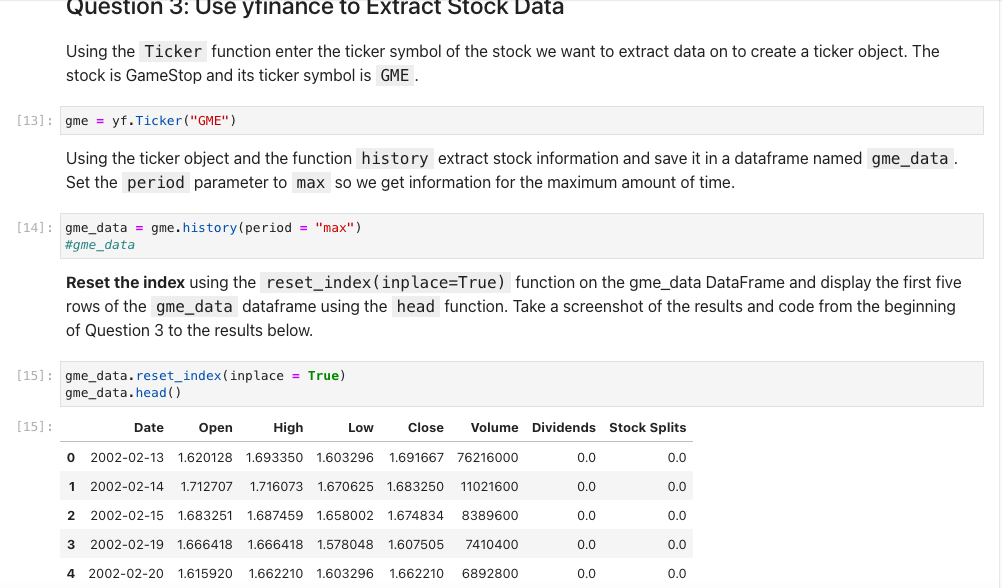 Question 3: Use yfinance to Extract Stock Data
Using the Ticker function enter the ticker symbol of the stock we want to extract data on to create a ticker object. The
stock is GameStop and its ticker symbol is GME .
[13]: gme = yf.Ticker("GME")
Using the ticker object and the function history extract stock information and save it in a dataframe named gme_data .
Set the period parameter to max so we get information for the maximum amount of time.
[14]: gme_data = gme.history(period = "max")
#gme_data
Reset the index using the reset_index(inplace=True) function on the gme_data DataFrame and display the first five
rows of the gme_data dataframe using the head function. Take a screenshot of the results and code from the beginning
of Question 3 to the results below.
[15]: gme_data.reset_index(inplace = True)
gme_data.head()
[15]: Date Open High Low Close Volume Dividends Stock Splits
0 2002-02-13 1.620128 1.693350 1.603296 1.691667 76216000 0.0 0.0
1 2002-02-14 1.712707 1.716073 1.670625 1.683250 11021600 0.0 0.0
2 2002-02-15 1.683251 1.687459 1.658002 1.674834 8389600 0.0 0.0
3 2002-02-19 1.666418 1.666418 1.578048 1.607505 7410400 0.0 0.0
4 2002-02-20 1.615920 1.662210 1.603296 1.662210 6892800 0.0 0.0